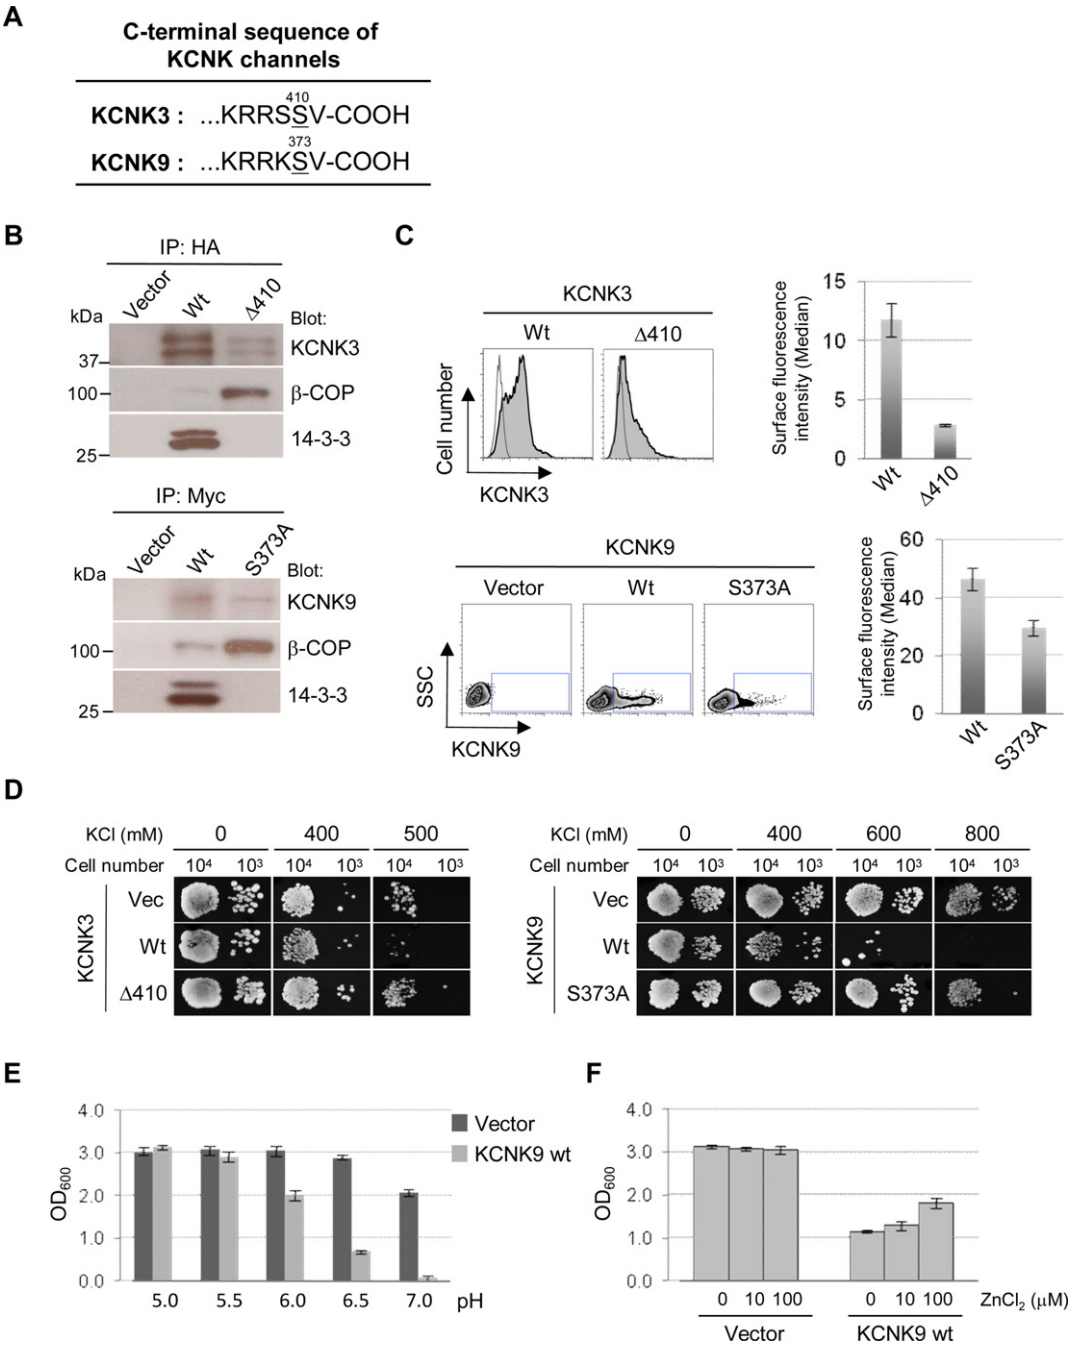 A
C-terminal sequence of
KCNK channels
410
KCNK3 : ...KRRSSV-COOH
373
KCNK9 : ...KRRKSV-COOH
B
IP: HA
Vector Wt Δ410
kDa
Blot:
KCNK3
37
100 β-COP
14-3-3
25
IP: Myc
Vector Wt S373A
kDa
Blot:
KCNK9
100 β-COP
14-3-3
25
C
KCNK3
Wt Δ410
Cell number
KCNK3
Surface fluorescence
intensity (Median)
15
10
5
0
Wt Δ410
KCNK9
Vector Wt S373A
SSC
KCNK9
Surface fluorescence
intensity (Median)
60
40
20
0
Wt S373A
D
KCl (mM) 0 400 500
Cell number 10⁴ 10³ 10⁴ 10³ 10⁴ 10³
KCNK3
Vec
Wt
Δ410
KCl (mM) 0 400 600 800
Cell number 10⁴ 10³ 10⁴ 10³ 10⁴ 10³ 10⁴ 10³
KCNK9
Vec
Wt
S373A
E
OD₆₀₀
4.0
3.0
2.0
1.0
0.0
5.0 5.5 6.0 6.5 7.0 pH
Vector
KCNK9 wt
F
OD₆₀₀
4.0
3.0
2.0
1.0
0.0
0 10 100 0 10 100 ZnCl₂ (μM)
Vector KCNK9 wt